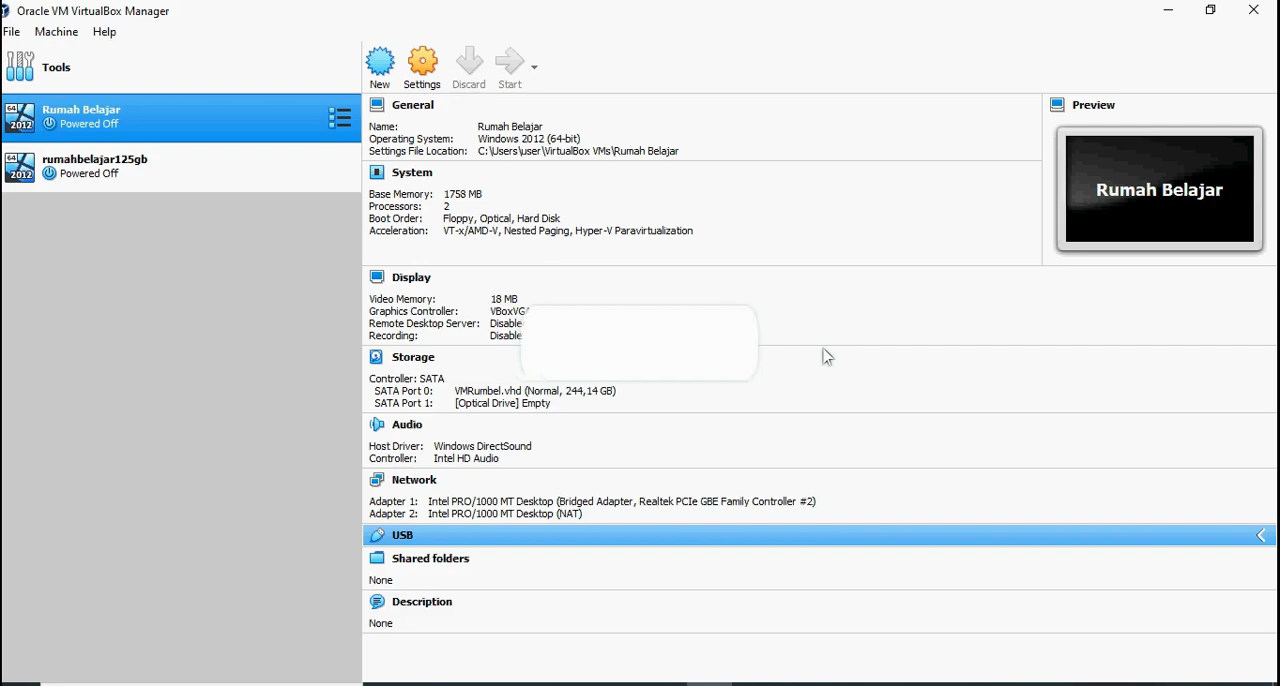 Oracle VM VirtualBox Manager
File Machine Help
Tools
New Settings Discard Start
64 2012 Rumah Belajar
Powered Off
64 2012 rumahbelajar125gb
Powered Off
General
Name: Rumah Belajar
Operating System: Windows 2012 (64-bit)
Settings File Location: C:\Users\user\VirtualBox VMs\Rumah Belajar
Preview
Rumah Belajar
System
Base Memory: 1758 MB
Processors: 2
Boot Order: Floppy, Optical, Hard Disk
Acceleration: VT-x/AMD-V, Nested Paging, Hyper-V Paravirtualization
Display
Video Memory: 18 MB
Graphics Controller:
Remote Desktop Server:
Recording:
Storage
Controller: SATA
SATA Port 0: VMRumbel.vhd (Normal, 244,14 GB)
SATA Port 1: [Optical Drive] Empty
Audio
Host Driver: Windows DirectSound
Controller: Intel HD Audio
Network
Adapter 1: Intel PRO/1000 MT Desktop (Bridged Adapter, Realtek PCIe GBE Family Controller #2)
Adapter 2: Intel PRO/1000 MT Desktop (NAT)
USB
Shared folders
None
Description
None